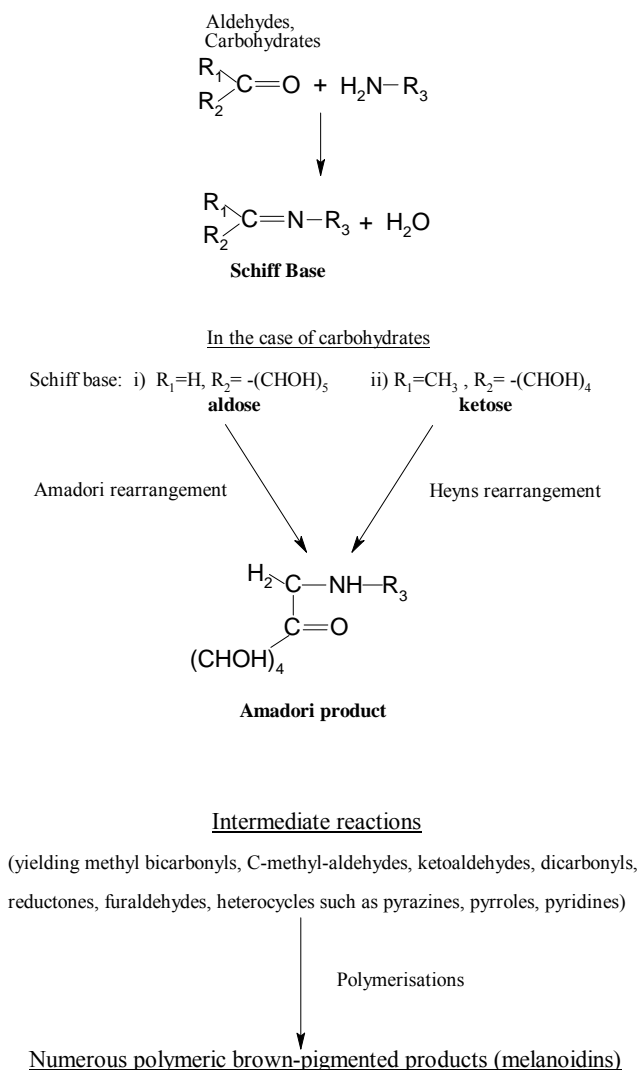 Aldehydes,
Carbohydrates
R₁
R₂
C=O + H₂N–R₃
R₁
R₂
C=N–R₃ + H₂O
Schiff Base
In the case of carbohydrates
Schiff base: i) R₁=H, R₂= -(CHOH)₅ ii) R₁=CH₃ , R₂= -(CHOH)₄
aldose ketose
Amadori rearrangement Heyns rearrangement
H₂C–NH–R₃
C=O
(CHOH)₄
Amadori product
Intermediate reactions
(yielding methyl bicarbonyls, C-methyl-aldehydes, ketoaldehydes, dicarbonyls,
reductones, furaldehydes, heterocycles such as pyrazines, pyrroles, pyridines)
Polymerisations
Numerous polymeric brown-pigmented products (melanoidins)